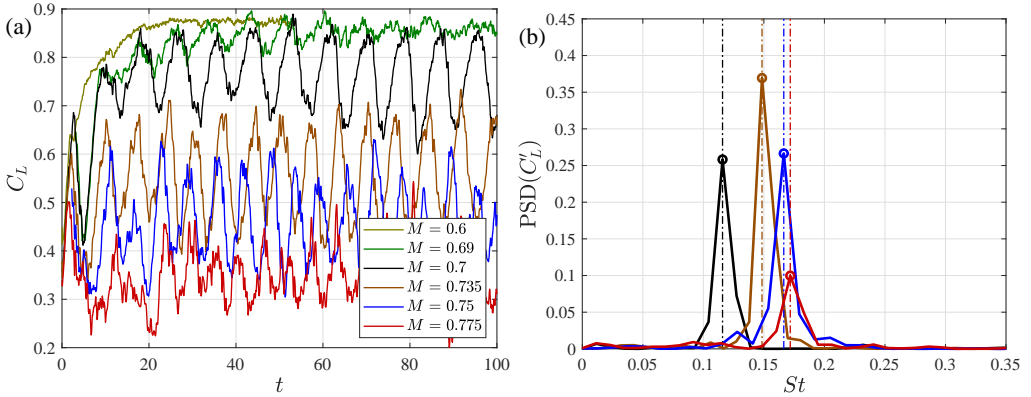 (a)
0.9
0.8
0.7
0.6
0.5
0.4
0.3
0.2
C_L
0 20 40 60 80 100
t
M = 0.6
M = 0.69
M = 0.7
M = 0.735
M = 0.75
M = 0.775
(b)
0.45
0.4
0.35
0.3
0.25
0.2
0.15
0.1
0.05
0
PSD(C'_L)
0 0.05 0.1 0.15 0.2 0.25 0.3 0.35
St